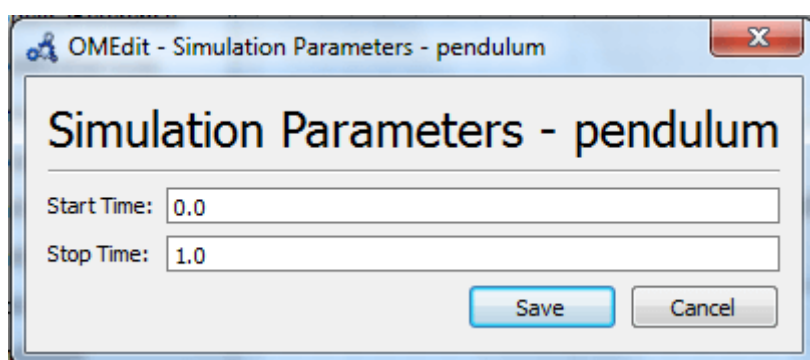 OMEdit - Simulation Parameters - pendulum
Simulation Parameters - pendulum
Start Time: 0.0
Stop Time: 1.0
Save Cancel